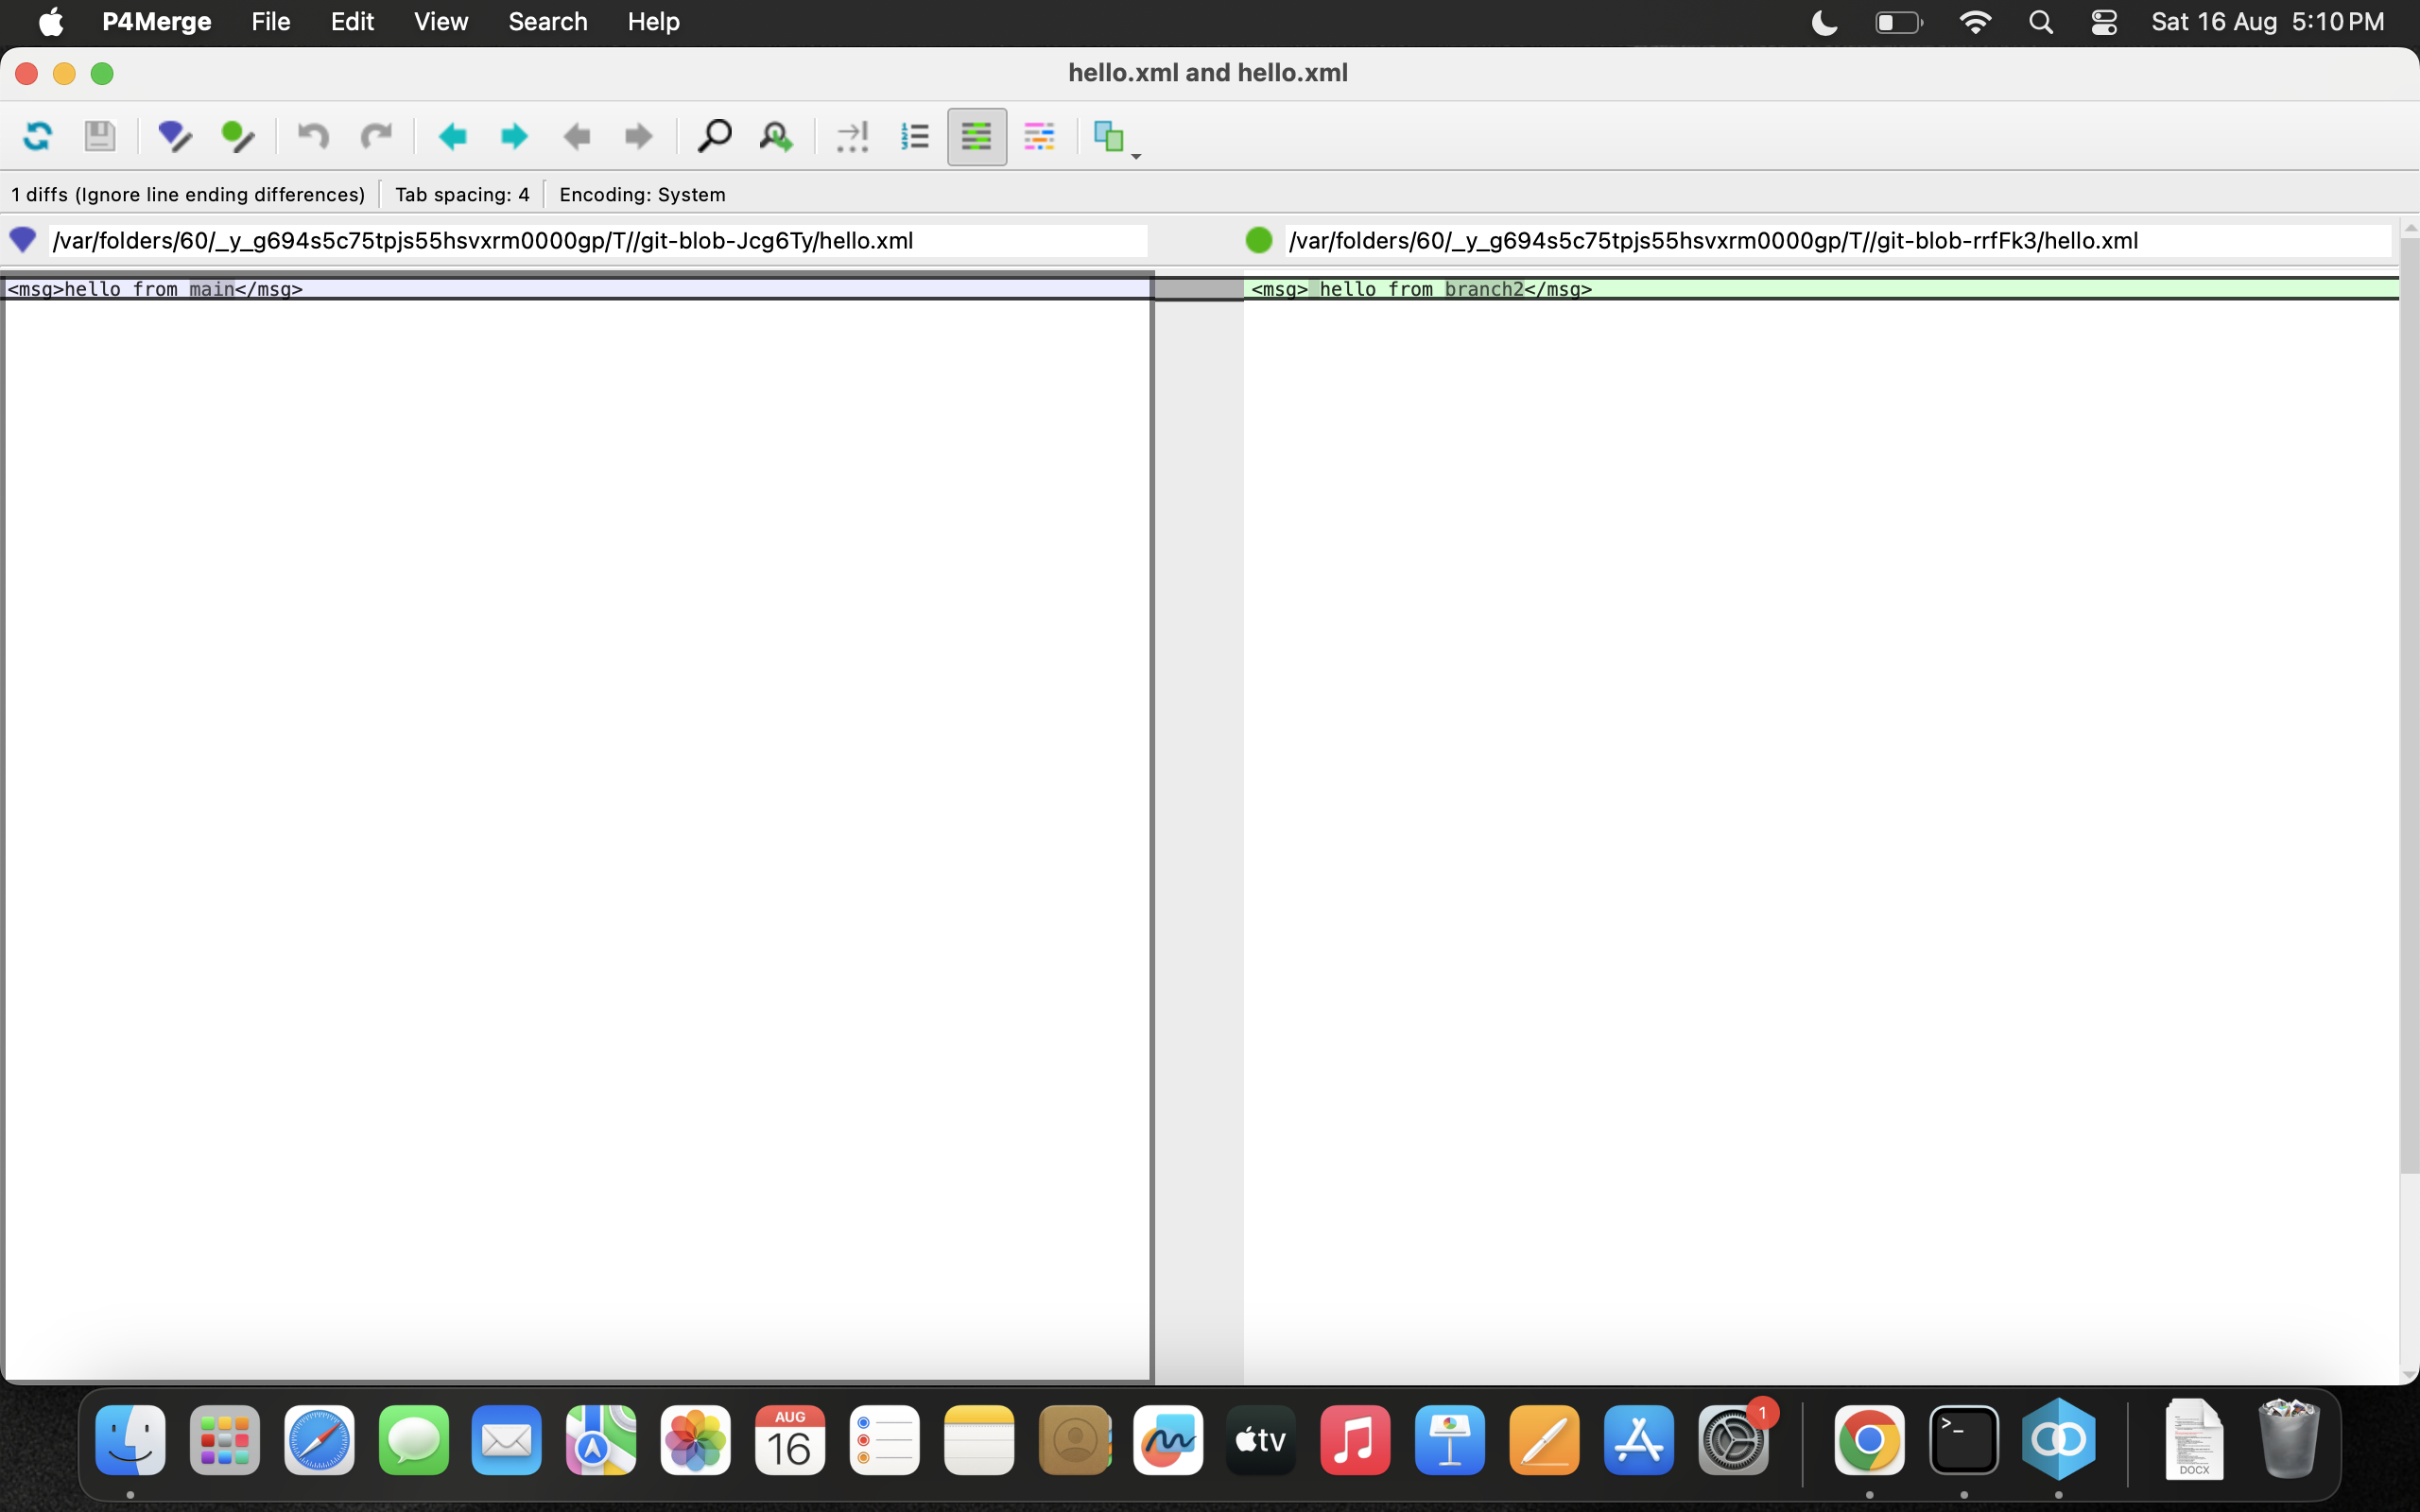 P4Merge File Edit View Search Help Sat 16 Aug 5:10 PM
hello.xml and hello.xml
1 diffs (Ignore line ending differences) Tab spacing: 4 Encoding: System
/var/folders/60/_y_g694s5c75tpjs55hsvxrm0000gp/T//git-blob-Jcg6Ty/hello.xml /var/folders/60/_y_g694s5c75tpjs55hsvxrm0000gp/T//git-blob-rrfFk3/hello.xml
<msg>hello from main</msg> <msg> hello from branch2</msg>
AUG
16
tv
1
>_
DOCX